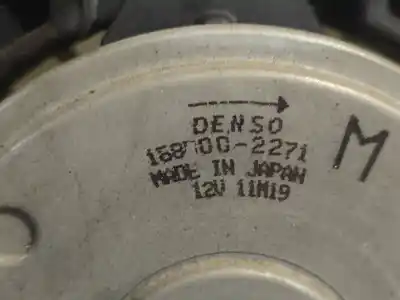 DENSO
168000-2271
MADE IN JAPAN
12V 11M19
M